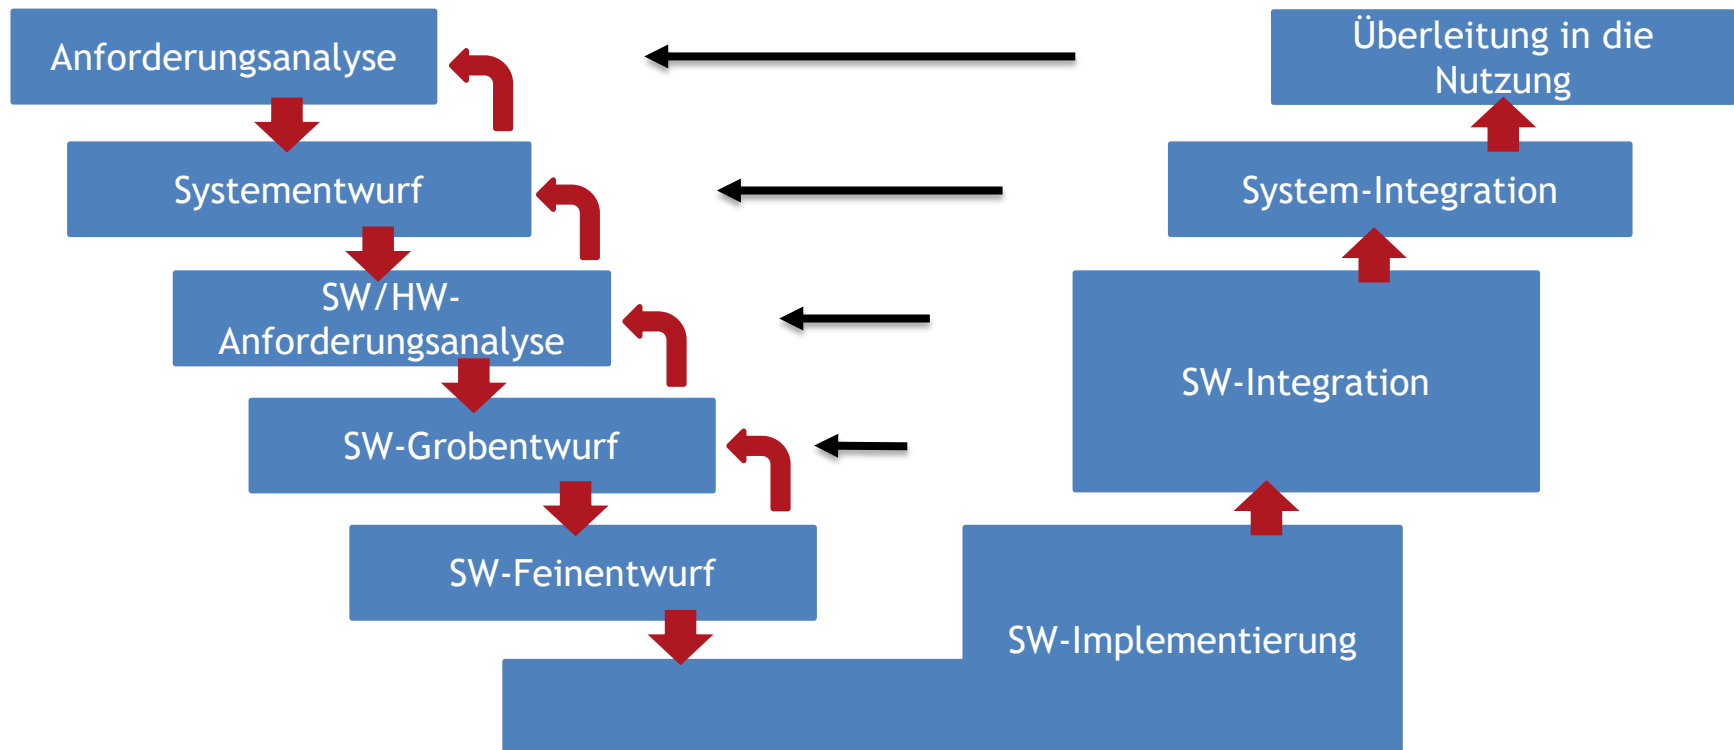 Anforderungsanalyse
Systementwurf
SW/HW-
Anforderungsanalyse
SW-Grobentwurf
SW-Feinentwurf
SW-Implementierung
SW-Integration
System-Integration
Überleitung in die
Nutzung